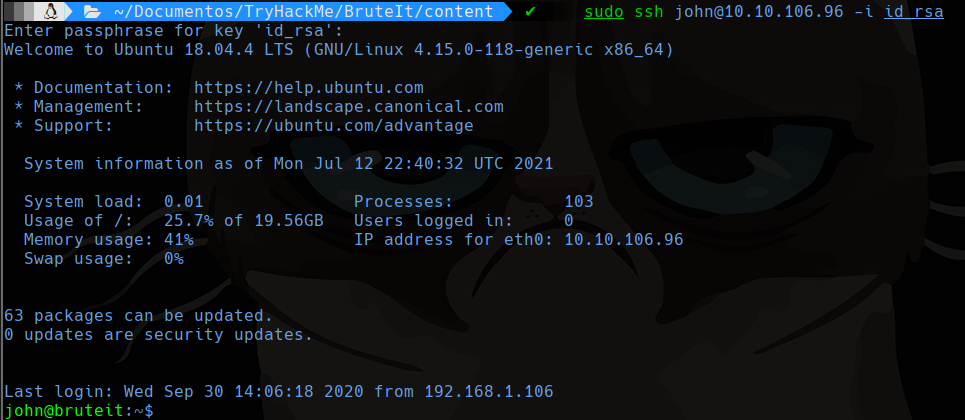 ~/Documentos/TryHackMe/BruteIt/content ✔ sudo ssh john@10.10.106.96 -i id_rsa
Enter passphrase for key 'id_rsa':
Welcome to Ubuntu 18.04.4 LTS (GNU/Linux 4.15.0-118-generic x86_64)
* Documentation: https://help.ubuntu.com
* Management: https://landscape.canonical.com
* Support: https://ubuntu.com/advantage
System information as of Mon Jul 12 22:40:32 UTC 2021
System load: 0.01 Processes: 103
Usage of /: 25.7% of 19.56GB Users logged in: 0
Memory usage: 41% IP address for eth0: 10.10.106.96
Swap usage: 0%
63 packages can be updated.
0 updates are security updates.
Last login: Wed Sep 30 14:06:18 2020 from 192.168.1.106
john@bruteit:~$